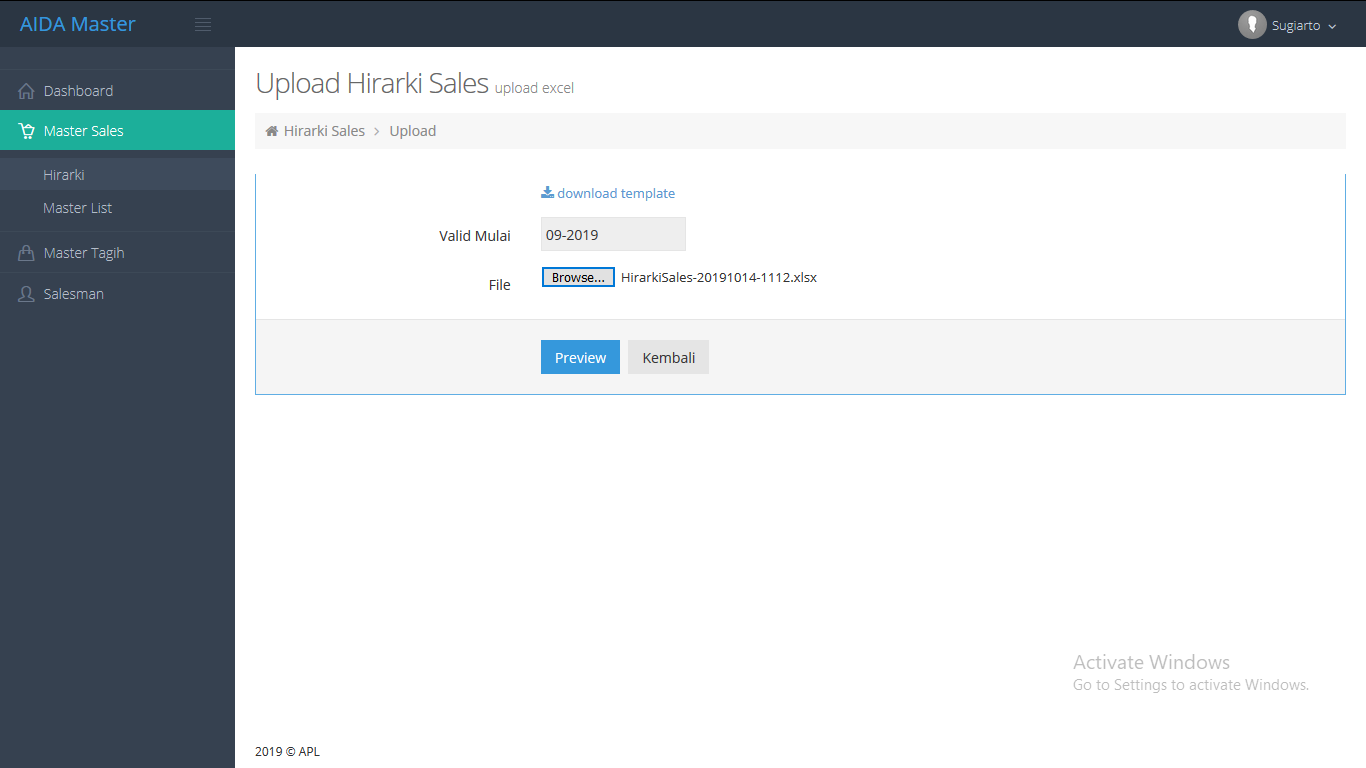 AIDA Master
Sugiarto
Dashboard
Master Sales
Hirarki
Master List
Master Tagih
Salesman
Upload Hirarki Sales upload excel
Hirarki Sales > Upload
download template
Valid Mulai 09-2019
File Browse... HirarkiSales-20191014-1112.xlsx
Preview Kembali
Activate Windows
Go to Settings to activate Windows.
2019 © APL